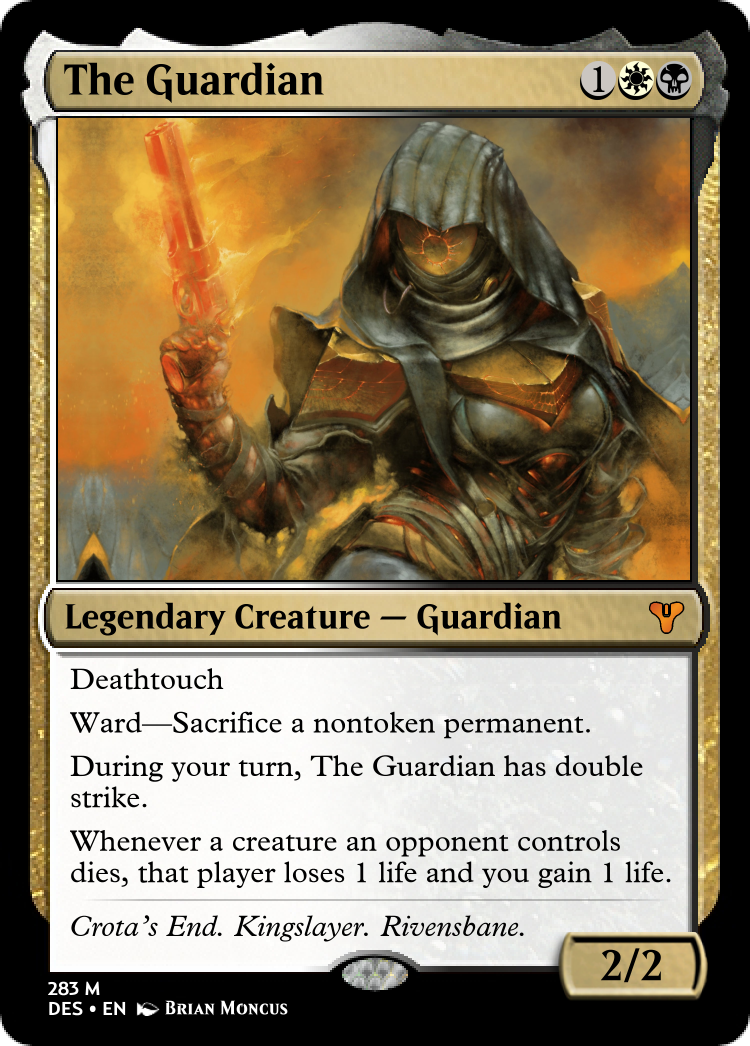 The Guardian 1
Legendary Creature — Guardian
Deathtouch
Ward—Sacrifice a nontoken permanent.
During your turn, The Guardian has double
strike.
Whenever a creature an opponent controls
dies, that player loses 1 life and you gain 1 life.
Crota's End. Kingslayer. Rivensbane.
2/2
283 M
DES • EN Brian Moncus